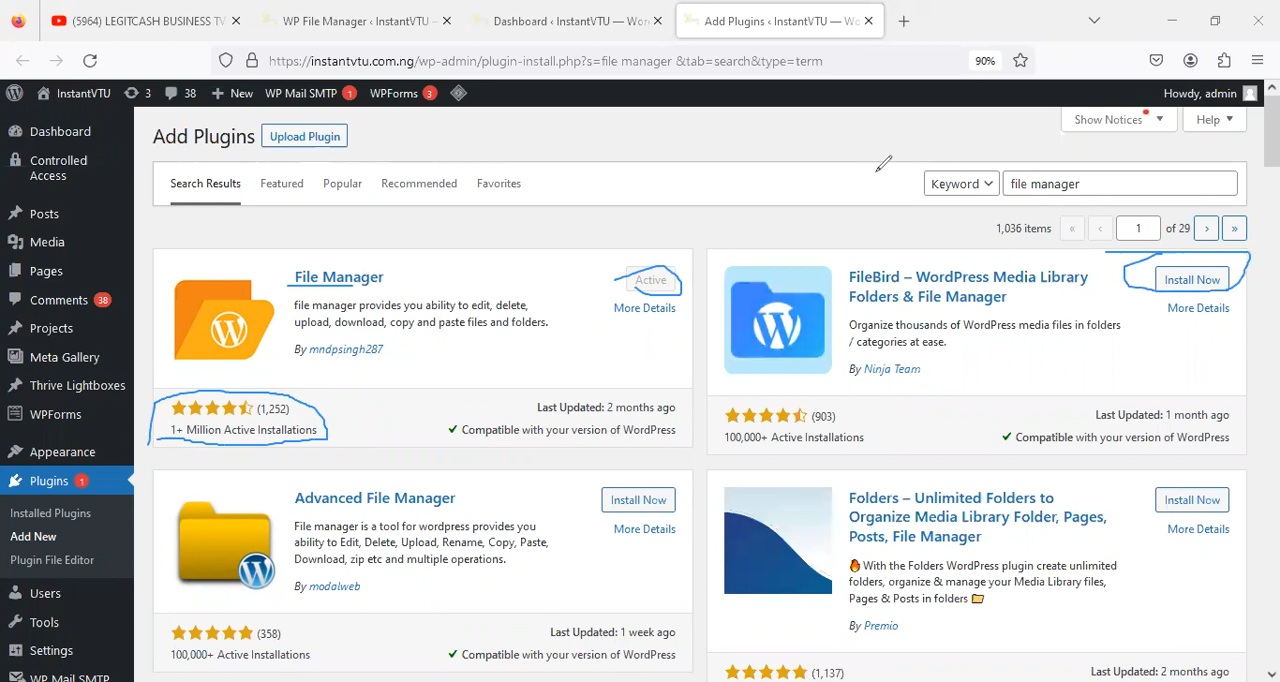 (5964) LEGITCASH BUSINESS TV
WP File Manager ‹ InstantVTU —
Dashboard ‹ InstantVTU — Wor
Add Plugins ‹ InstantVTU — Wo
https://instantvtu.com.ng/wp-admin/plugin-install.php?s=file manager &tab=search&type=term
90%
InstantVTU
3
38
New
WP Mail SMTP 1
WPForms 3
Howdy, admin
Dashboard
Controlled
Access
Posts
Media
Pages
Comments 38
Projects
Media Gallery
Thrive Lightboxes
WPForms
Appearance
Plugins 1
Installed Plugins
Add New
Plugin File Editor
Users
Tools
Settings
WP Mail SMTP
Add Plugins
Upload Plugin
Show Notices
Help
Search Results
Featured
Popular
Recommended
Favorites
Keyword
file manager
1,036 items
«
‹
1
of 29
›
»
File Manager
Active
More Details
file manager provides you ability to edit, delete,
upload, download, copy and paste files and folders.
By mndpsingh287
(1,252)
1+ Million Active Installations
Last Updated: 2 months ago
Compatible with your version of WordPress
FileBird – WordPress Media Library
Folders & File Manager
Install Now
More Details
Organize thousands of WordPress media files in folders
/ categories at ease.
By Ninja Team
(903)
100,000+ Active Installations
Last Updated: 1 month ago
Compatible with your version of WordPress
Advanced File Manager
Install Now
More Details
File manager is a tool for wordpress provides you
ability to Edit, Delete, Upload, Rename, Copy, Paste,
Download, zip etc and multiple operations.
By modalweb
(358)
100,000+ Active Installations
Last Updated: 1 week ago
Compatible with your version of WordPress
Folders – Unlimited Folders to
Organize Media Library Folder, Pages,
Posts, File Manager
Install Now
More Details
🔥 With the Folders WordPress plugin create unlimited
folders, organize & manage your Media Library files,
Pages & Posts in folders 🗂
By Premio
(1,137)
Last Updated: 2 months ago